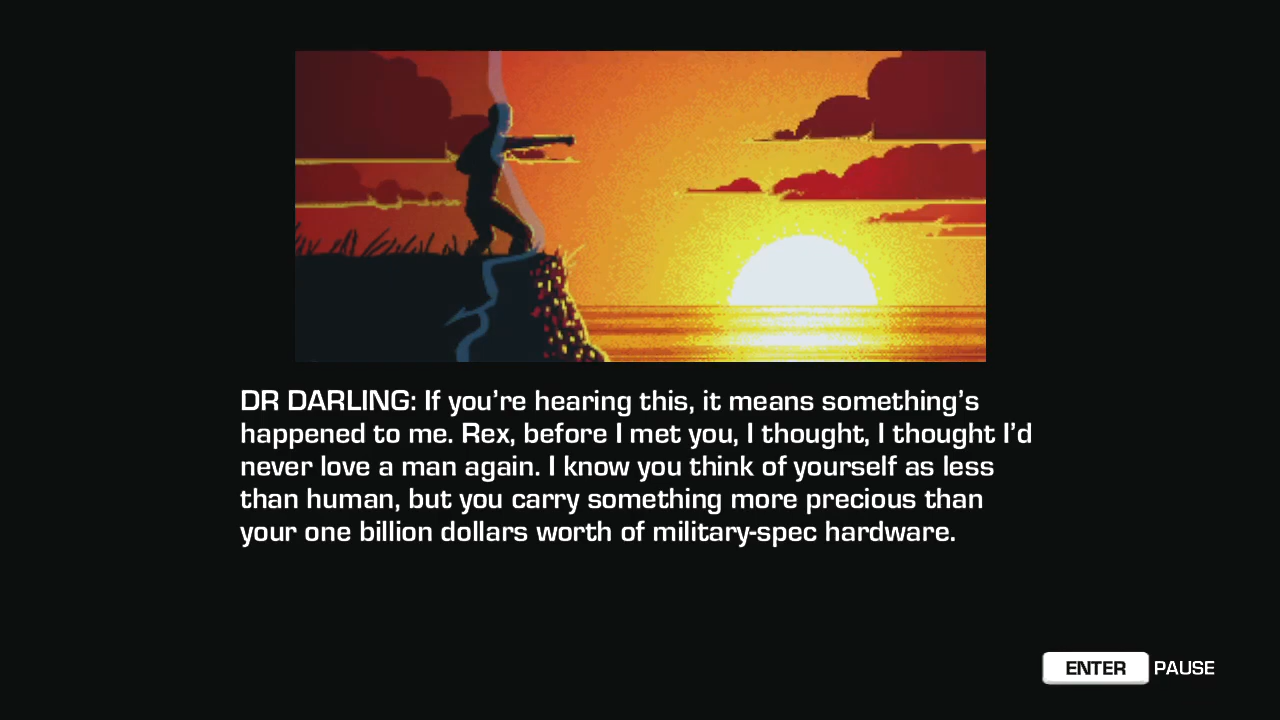 DR DARLING: If you're hearing this, it means something's
happened to me. Rex, before I met you, I thought, I thought I'd
never love a man again. I know you think of yourself as less
than human, but you carry something more precious than
your one billion dollars worth of military-spec hardware.
ENTER PAUSE